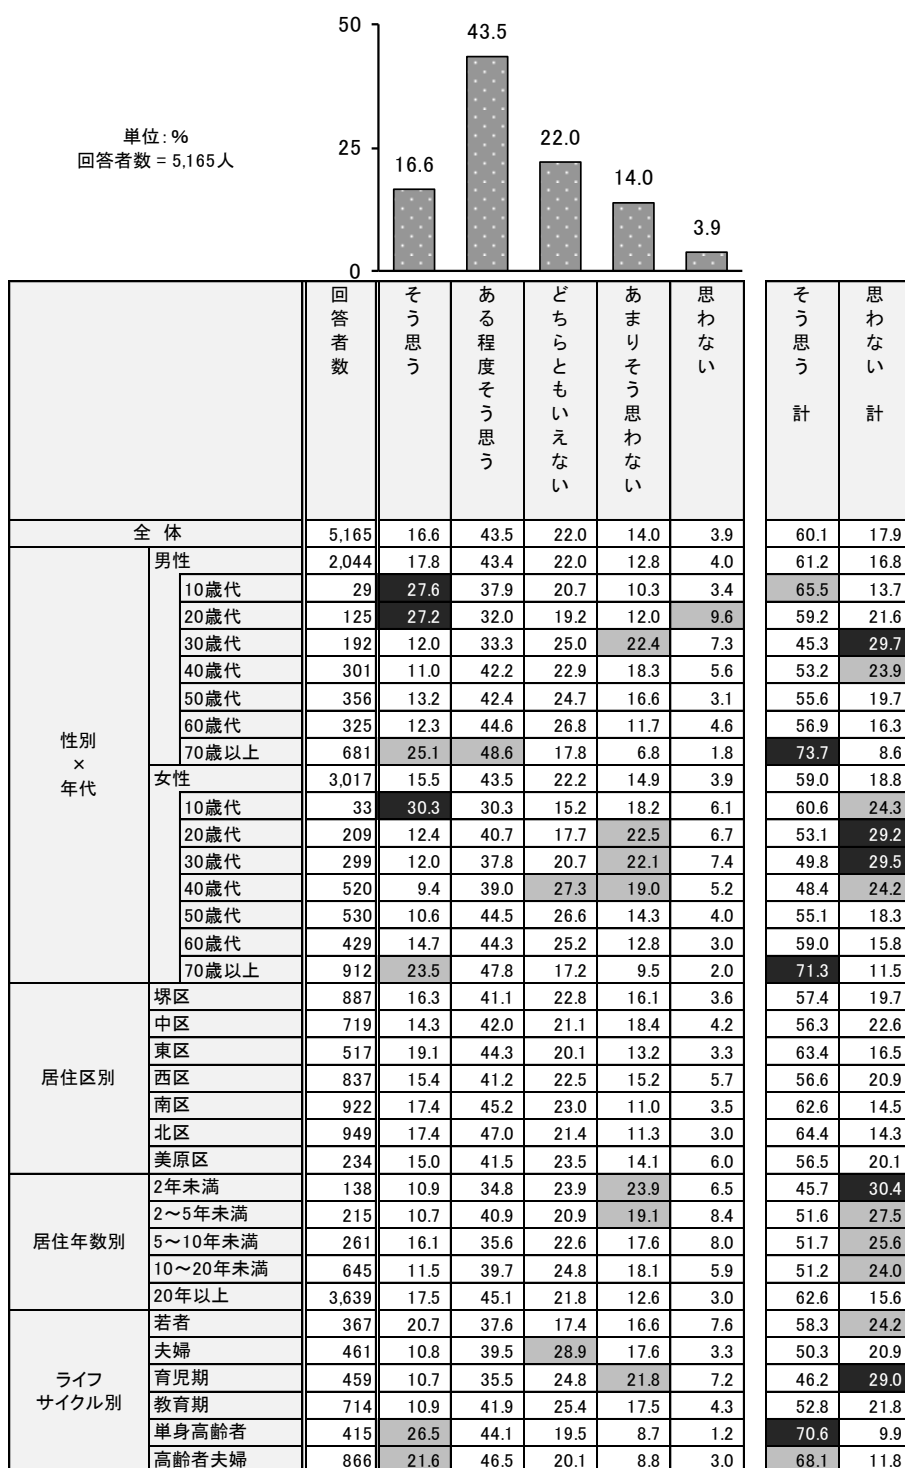 50
43.5
単位：％
回答者数 = 5,165人
25
22.0
16.6
14.0
3.9
0
回答者数 そう思う ある程度そう思う どちらともいえない あまりそう思わない 思わない そう思う 計 思わない 計
全 体 5,165 16.6 43.5 22.0 14.0 3.9 60.1 17.9
性別×年代
男性 2,044 17.8 43.4 22.0 12.8 4.0 61.2 16.8
10歳代 29 27.6 37.9 20.7 10.3 3.4 65.5 13.7
20歳代 125 27.2 32.0 19.2 12.0 9.6 59.2 21.6
30歳代 192 12.0 33.3 25.0 22.4 7.3 45.3 29.7
40歳代 301 11.0 42.2 22.9 18.3 5.6 53.2 23.9
50歳代 356 13.2 42.4 24.7 16.6 3.1 55.6 19.7
60歳代 325 12.3 44.6 26.8 11.7 4.6 56.9 16.3
70歳以上 681 25.1 48.6 17.8 6.8 1.8 73.7 8.6
女性 3,017 15.5 43.5 22.2 14.9 3.9 59.0 18.8
10歳代 33 30.3 30.3 15.2 18.2 6.1 60.6 24.3
20歳代 209 12.4 40.7 17.7 22.5 6.7 53.1 29.2
30歳代 299 12.0 37.8 20.7 22.1 7.4 49.8 29.5
40歳代 520 9.4 39.0 27.3 19.0 5.2 48.4 24.2
50歳代 530 10.6 44.5 26.6 14.3 4.0 55.1 18.3
60歳代 429 14.7 44.3 25.2 12.8 3.0 59.0 15.8
70歳以上 912 23.5 47.8 17.2 9.5 2.0 71.3 11.5
居住区別
堺区 887 16.3 41.1 22.8 16.1 3.6 57.4 19.7
中区 719 14.3 42.0 21.1 18.4 4.2 56.3 22.6
東区 517 19.1 44.3 20.1 13.2 3.3 63.4 16.5
西区 837 15.4 41.2 22.5 15.2 5.7 56.6 20.9
南区 922 17.4 45.2 23.0 11.0 3.5 62.6 14.5
北区 949 17.4 47.0 21.4 11.3 3.0 64.4 14.3
美原区 234 15.0 41.5 23.5 14.1 6.0 56.5 20.1
居住年数別
2年未満 138 10.9 34.8 23.9 23.9 6.5 45.7 30.4
2～5年未満 215 10.7 40.9 20.9 19.1 8.4 51.6 27.5
5～10年未満 261 16.1 35.6 22.6 17.6 8.0 51.7 25.6
10～20年未満 645 11.5 39.7 24.8 18.1 5.9 51.2 24.0
20年以上 3,639 17.5 45.1 21.8 12.6 3.0 62.6 15.6
ライフサイクル別
若者 367 20.7 37.6 17.4 16.6 7.6 58.3 24.2
夫婦 461 10.8 39.5 28.9 17.6 3.3 50.3 20.9
育児期 459 10.7 35.5 24.8 21.8 7.2 46.2 29.0
教育期 714 10.9 41.9 25.4 17.5 4.3 52.8 21.8
単身高齢者 415 26.5 44.1 19.5 8.7 1.2 70.6 9.9
高齢者夫婦 866 21.6 46.5 20.1 8.8 3.0 68.1 11.8